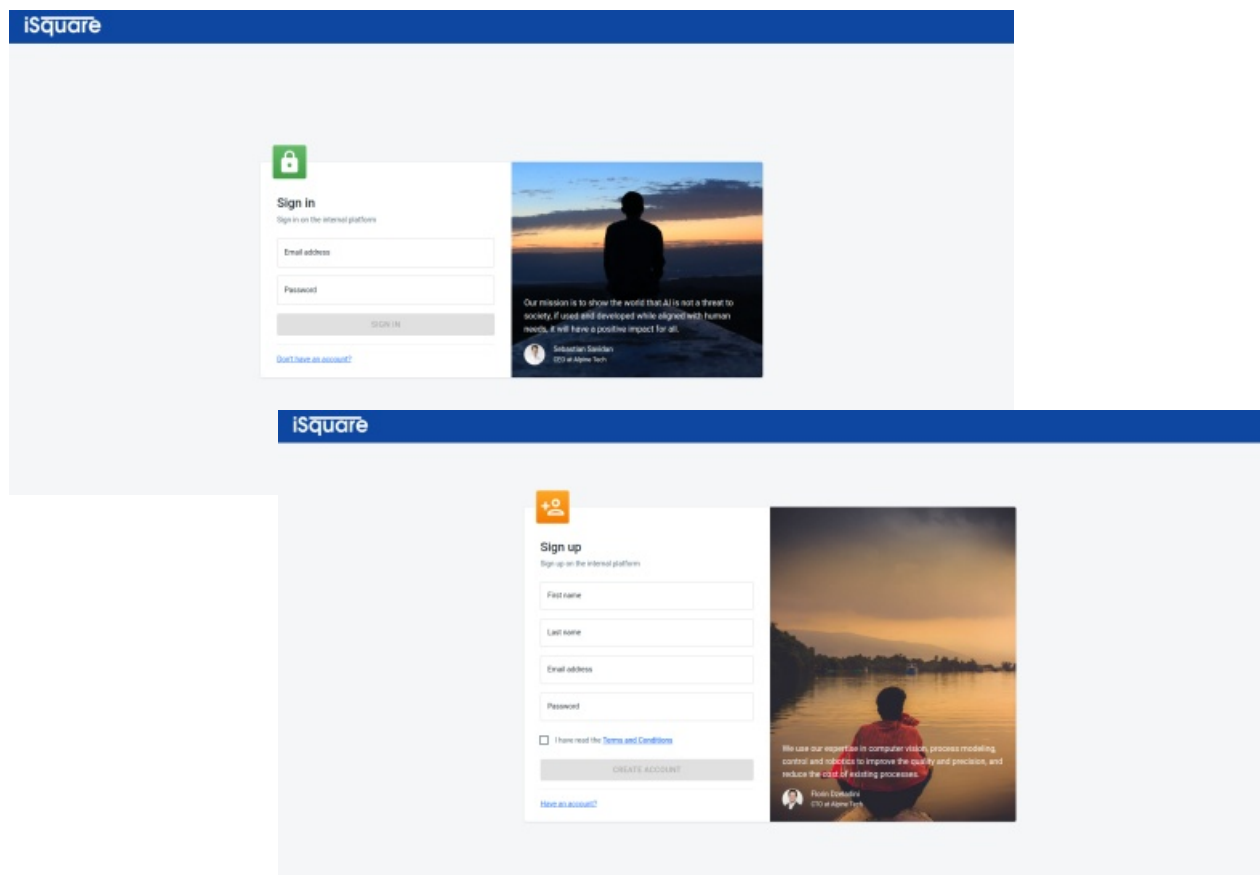 iSquare
Sign in
Sign in on the internal platform
Email address
Password
SIGN IN
Don't have an account?
Our mission is to show the world that AI is not a threat to
society, if used and developed while aligned with human
needs, it will have a positive impact for all.
Sebastian
CEO at Alpine Tech
iSquare
Sign up
Sign up on the internal platform
First name
Last name
Email address
Password
I have read the Terms and Conditions
CREATE ACCOUNT
Have an account?
We use our expertise in computer vision, process modeling,
control and robotics to improve the quality and precision, and
reduce the cost of existing processes.
Florin
CTO at Alpine Tech